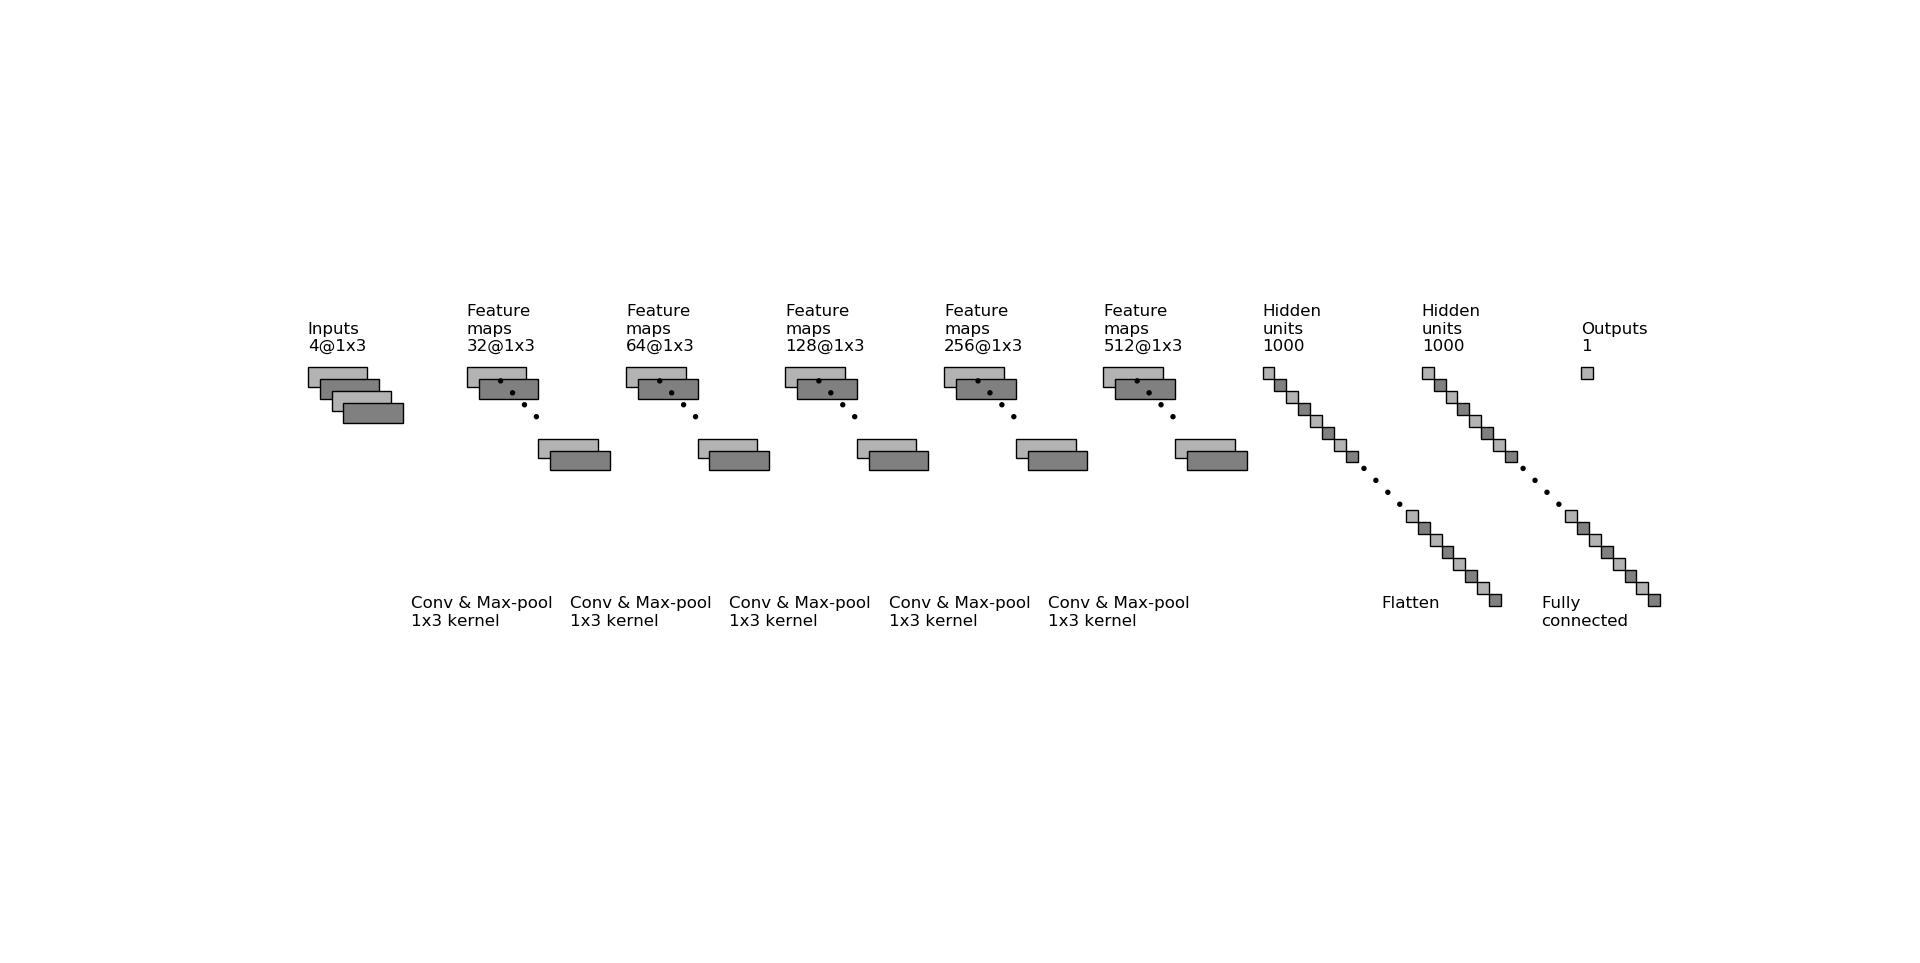 Inputs
4@1x3
Feature
maps
32@1x3
Feature
maps
64@1x3
Feature
maps
128@1x3
Feature
maps
256@1x3
Feature
maps
512@1x3
Hidden
units
1000
Hidden
units
1000
Outputs
1
Conv & Max-pool
1x3 kernel
Conv & Max-pool
1x3 kernel
Conv & Max-pool
1x3 kernel
Conv & Max-pool
1x3 kernel
Conv & Max-pool
1x3 kernel
Flatten
Fully
connected